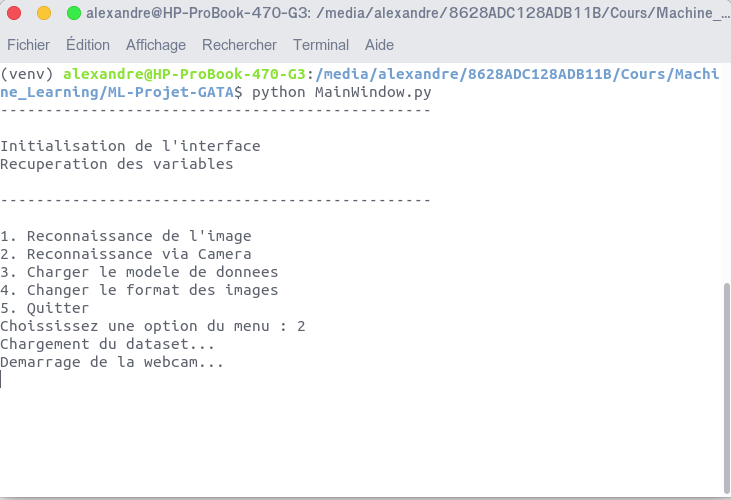 alexandre@HP-ProBook-470-G3: /media/alexandre/8628ADC128ADB11B/Cours/Machine_...
Fichier Édition Affichage Rechercher Terminal Aide
(venv) alexandre@HP-ProBook-470-G3:/media/alexandre/8628ADC128ADB11B/Cours/Machi
ne_Learning/ML-Projet-GATA$ python MainWindow.py
------------------------------------------------
Initialisation de l'interface
Recuperation des variables
------------------------------------------------
1. Reconnaissance de l'image
2. Reconnaissance via Camera
3. Charger le modele de donnees
4. Changer le format des images
5. Quitter
Choississez une option du menu : 2
Chargement du dataset...
Demarrage de la webcam...